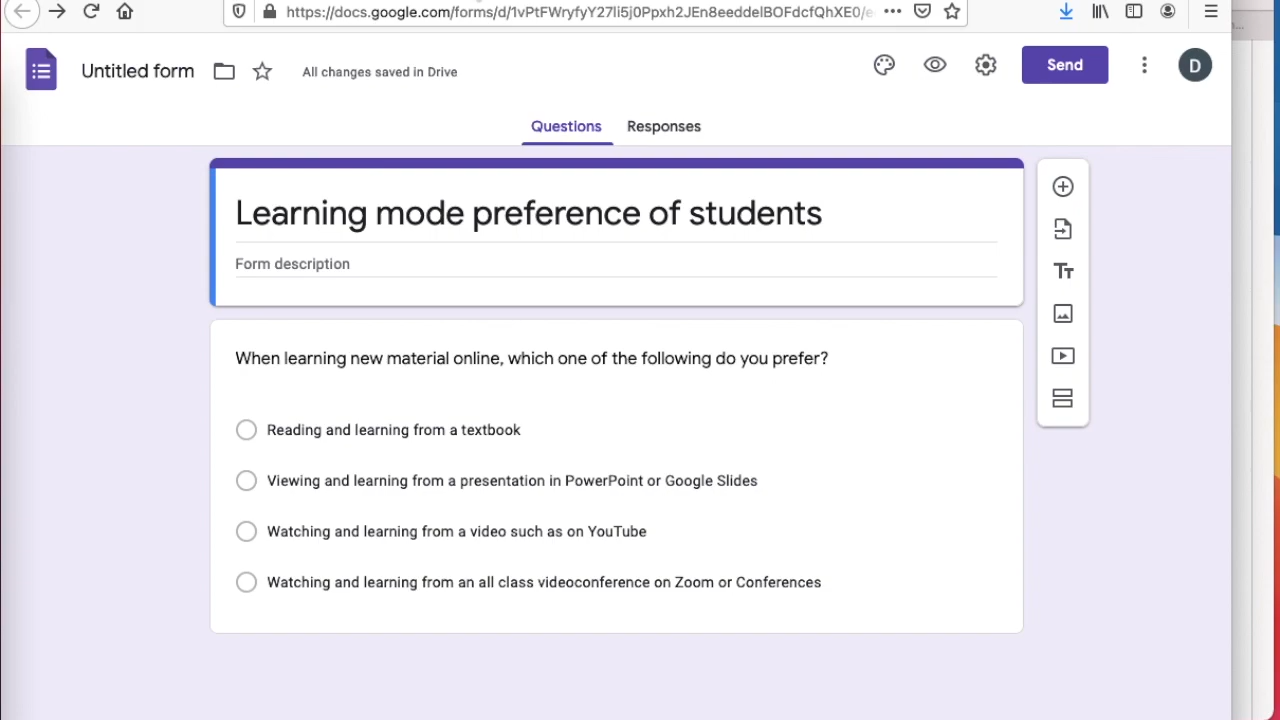 https://docs.google.com/forms/d/1vPtFWryfyY27li5j0Ppxh2JEn8eeddelBOFdcfQhXE0/e
Untitled form
All changes saved in Drive
Send
D
Questions
Responses
Learning mode preference of students
Form description
When learning new material online, which one of the following do you prefer?
Reading and learning from a textbook
Viewing and learning from a presentation in PowerPoint or Google Slides
Watching and learning from a video such as on YouTube
Watching and learning from an all class videoconference on Zoom or Conferences